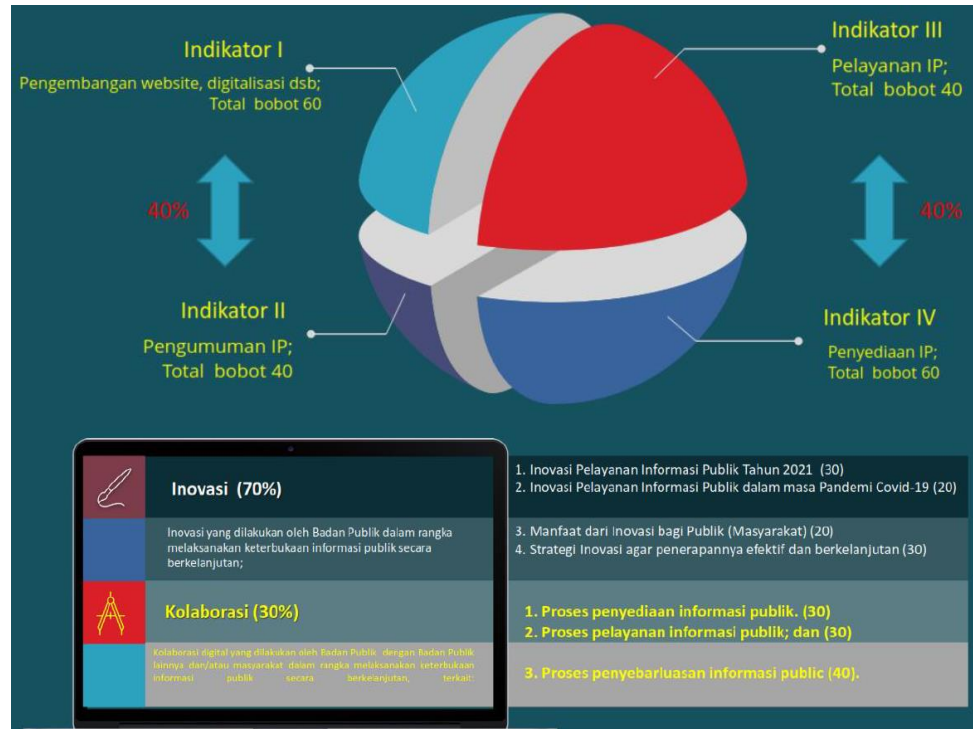 Indikator I
Pengembangan website, digitalisasi dsb;
Total bobot 60
40%
Indikator II
Pengumuman IP;
Total bobot 40
Indikator III
Pelayanan IP;
Total bobot 40
40%
Indikator IV
Penyediaan IP;
Total bobot 60
Inovasi (70%)
1. Inovasi Pelayanan Informasi Publik Tahun 2021 (30)
2. Inovasi Pelayanan Informasi Publik dalam masa Pandemi Covid-19 (20)
Inovasi yang dilakukan oleh Badan Publik dalam rangka
melaksanakan keterbukaan informasi publik secara
berkelanjutan;
3. Manfaat dari Inovasi bagi Publik (Masyarakat) (20)
4. Strategi Inovasi agar penerapannya efektif dan berkelanjutan (30)
Kolaborasi (30%)
1. Proses penyediaan informasi publik. (30)
2. Proses pelayanan informasi publik; dan (30)
Kolaborasi digital yang dilakukan oleh Badan Publik dengan Badan Publik
lainnya dan/atau masyarakat dalam rangka melaksanakan keterbukaan
informasi publik secara berkelanjutan, terkait:
3. Proses penyebarluasan informasi public (40).